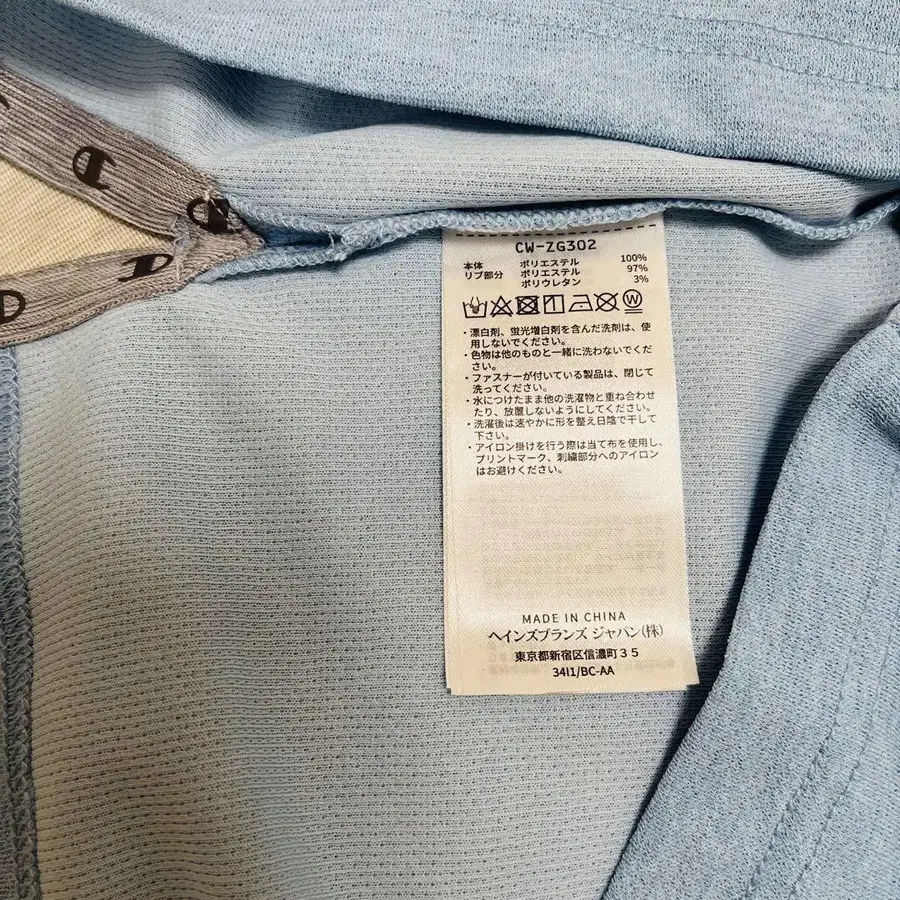 CW-ZG302
本体 ポリエステル 100%
リブ部分 ポリエステル 97%
ポリウレタン 3%
・漂白剤、蛍光増白剤を含んだ洗剤は、使
用しないでください。
・色物は他のものと一緒に洗わないでくだ
さい。
・ファスナーが付いている製品は、閉じて
洗ってください。
・水につけたまま他の洗濯物と重ね合わせ
たり、放置しないようにしてください。
・洗濯後は速やかに形を整え日陰で干して
下さい。
・アイロン掛けを行う際は当て布を使用し、
プリントマーク、刺繍部分へのアイロン
はお避けください。
MADE IN CHINA
ヘインズブランズ ジャパン(株)
東京都新宿区信濃町35
34I1/BC-AA